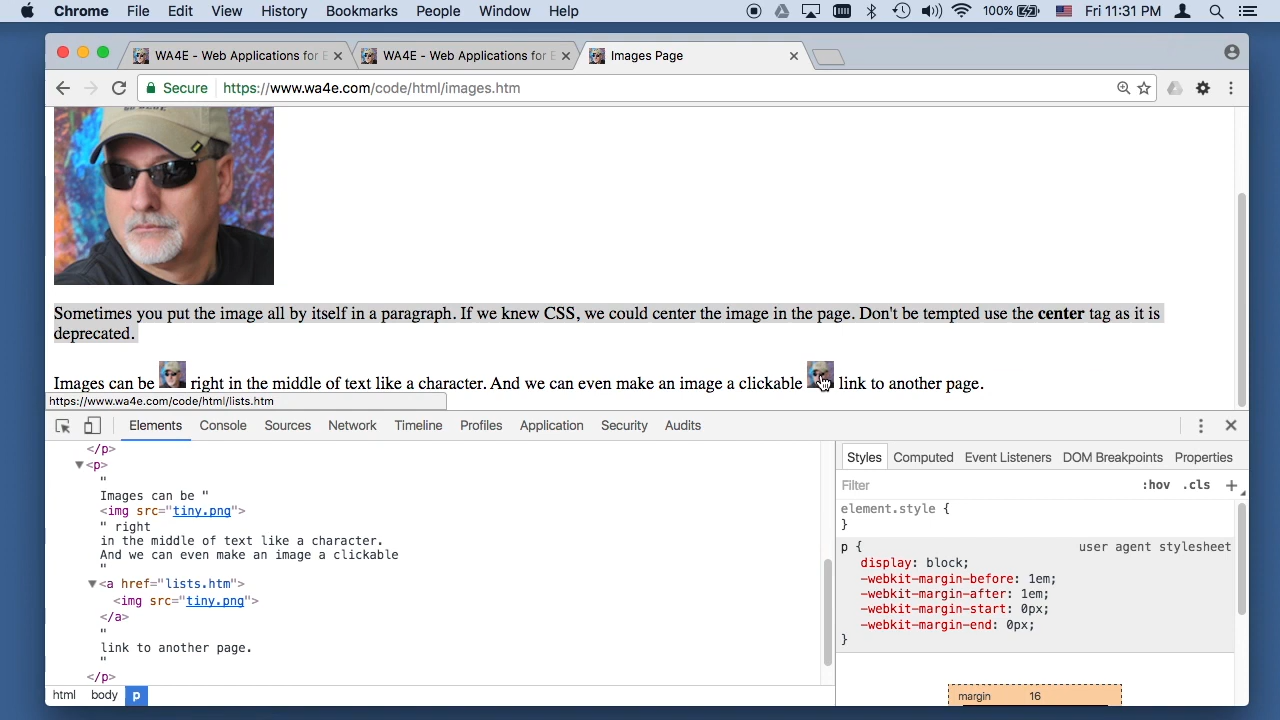 Chrome File Edit View History Bookmarks People Window Help 100% Fri 11:31 PM
WA4E - Web Applications for E WA4E - Web Applications for E Images Page
Secure https://www.wa4e.com/code/html/images.htm
Sometimes you put the image all by itself in a paragraph. If we knew CSS, we could center the image in the page. Don't be tempted use the center tag as it is
deprecated.
Images can be right in the middle of text like a character. And we can even make an image a clickable link to another page.
https://www.wa4e.com/code/html/lists.htm
Elements Console Sources Network Timeline Profiles Application Security Audits
</p>
<p>
"
Images can be "
<img src="tiny.png">
" right
in the middle of text like a character.
And we can even make an image a clickable
"
<a href="lists.htm">
<img src="tiny.png">
</a>
"
link to another page.
"
</p>
html body p
Styles Computed Event Listeners DOM Breakpoints Properties
Filter :hov .cls +
element.style {
}
p { user agent stylesheet
display: block;
-webkit-margin-before: 1em;
-webkit-margin-after: 1em;
-webkit-margin-start: 0px;
-webkit-margin-end: 0px;
}
margin 16